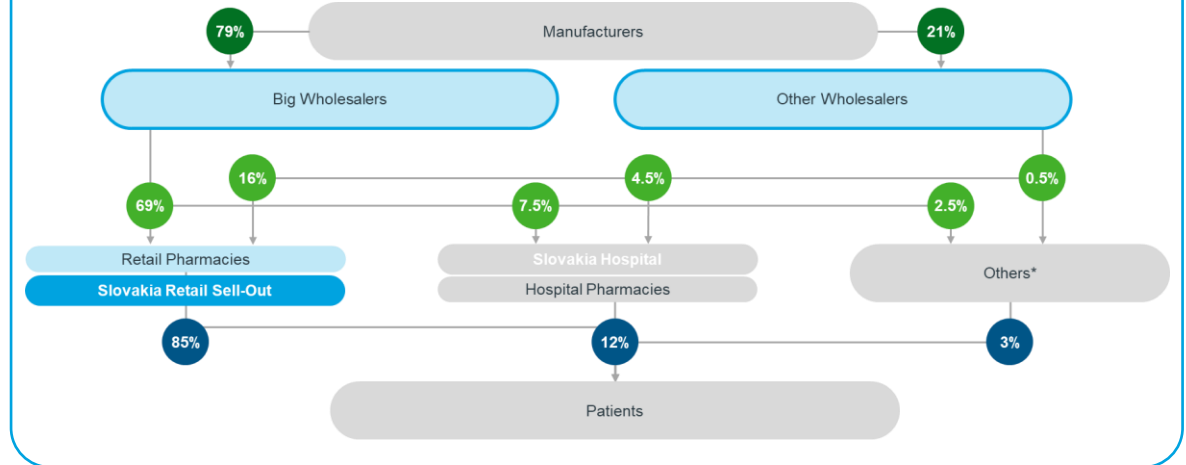 79%
Manufacturers
21%
Big Wholesalers
Other Wholesalers
16%
4.5%
0.5%
69%
7.5%
2.5%
Retail Pharmacies
Slovakia Hospital
Others*
Slovakia Retail Sell-Out
Hospital Pharmacies
85%
12%
3%
Patients